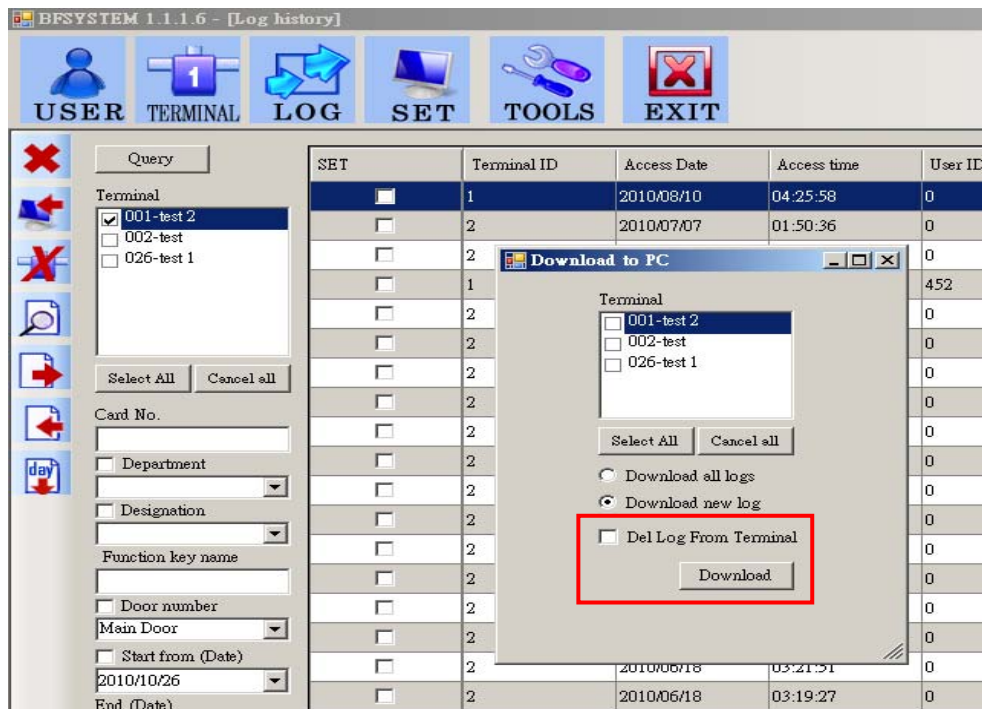 BFSYSTEM 1.1.1.6 - [Log history]
USER TERMINAL LOG SET TOOLS EXIT
1
Query
Terminal
001-test 2
002-test
026-test 1
Select All Cancel all
Card No.
Department
Designation
Function key name
Door number
Main Door
Start from (Date)
2010/10/26
End (Date)
day
SET Terminal ID Access Date Access time User ID
1 2010/08/10 04:25:58 0
2 2010/07/07 01:50:36 0
2 0
1 452
2 0
2 0
2 0
2 0
2 0
2 0
2 0
2 0
2 0
2 0
2 0
2 0
2 2010/06/18 03:21:51 0
2 2010/06/18 03:19:27 0
Download to PC
Terminal
001-test 2
002-test
026-test 1
Select All Cancel all
Download all logs
Download new log
Del Log From Terminal
Download